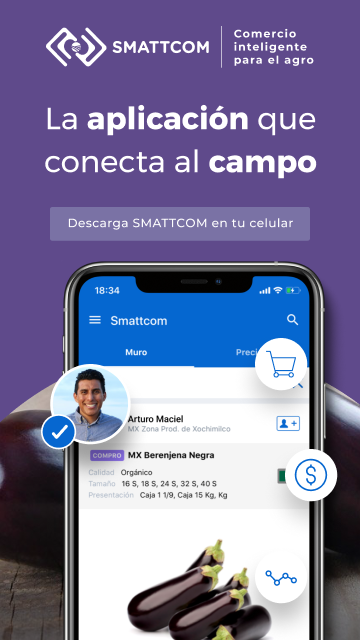 SMATTCOM
Comercio
inteligente
para el agro
La aplicación que
conecta al campo
Descarga SMATTCOM en tu celular
18:34
Smattcom
Muro
Arturo Maciel
MX Zona Prod. de Xochimilco
COMPRO MX Berenjena Negra
Calidad Orgánico
Tamaño 16 S, 18 S, 24 S, 32 S, 40 S
Presentación Caja 1 1/9, Caja 15 Kg, Kg